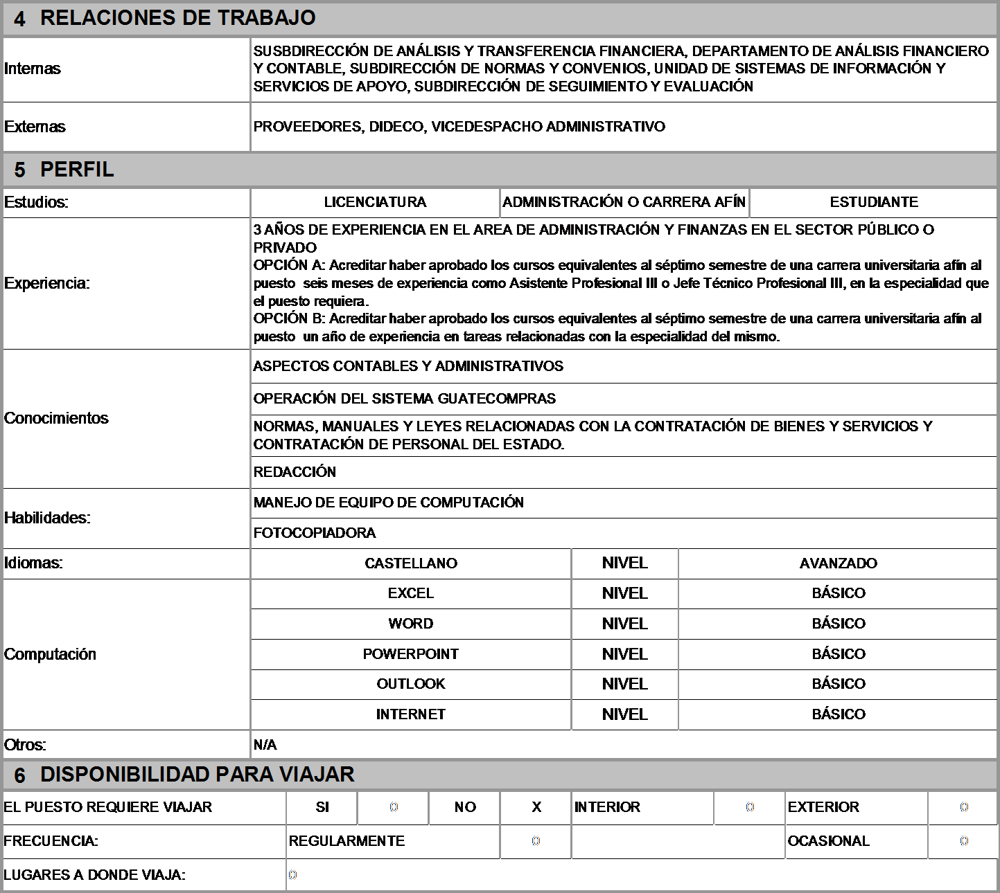 4 RELACIONES DE TRABAJO
Internas
SUSBDIRECCIÓN DE ANÁLISIS Y TRANSFERENCIA FINANCIERA, DEPARTAMENTO DE ANÁLISIS FINANCIERO
Y CONTABLE, SUBDIRECCIÓN DE NORMAS Y CONVENIOS, UNIDAD DE SISTEMAS DE INFORMACIÓN Y
SERVICIOS DE APOYO, SUBDIRECCIÓN DE SEGUIMIENTO Y EVALUACIÓN
Externas PROVEEDORES, DIDECO, VICEDESPACHO ADMINISTRATIVO
5 PERFIL
Estudios: LICENCIATURA ADMINISTRACIÓN O CARRERA AFÍN ESTUDIANTE
Experiencia:
3 AÑOS DE EXPERIENCIA EN EL AREA DE ADMINISTRACIÓN Y FINANZAS EN EL SECTOR PÚBLICO O
PRIVADO
OPCIÓN A: Acreditar haber aprobado los cursos equivalentes al séptimo semestre de una carrera universitaria afín al
puesto seis meses de experiencia como Asistente Profesional III o Jefe Técnico Profesional III, en la especialidad que
el puesto requiera.
OPCIÓN B: Acreditar haber aprobado los cursos equivalentes al séptimo semestre de una carrera universitaria afín al
puesto un año de experiencia en tareas relacionadas con la especialidad del mismo.
Conocimientos
ASPECTOS CONTABLES Y ADMINISTRATIVOS
OPERACIÓN DEL SISTEMA GUATECOMPRAS
NORMAS, MANUALES Y LEYES RELACIONADAS CON LA CONTRATACIÓN DE BIENES Y SERVICIOS Y
CONTRATACIÓN DE PERSONAL DEL ESTADO.
REDACCIÓN
Habilidades:
MANEJO DE EQUIPO DE COMPUTACIÓN
FOTOCOPIADORA
Idiomas: CASTELLANO NIVEL AVANZADO
Computación
EXCEL NIVEL BÁSICO
WORD NIVEL BÁSICO
POWERPOINT NIVEL BÁSICO
OUTLOOK NIVEL BÁSICO
INTERNET NIVEL BÁSICO
Otros: N/A
6 DISPONIBILIDAD PARA VIAJAR
EL PUESTO REQUIERE VIAJAR SI 0 NO X INTERIOR 0 EXTERIOR 0
FRECUENCIA: REGULARMENTE 0 OCASIONAL 0
LUGARES A DONDE VIAJA: 0